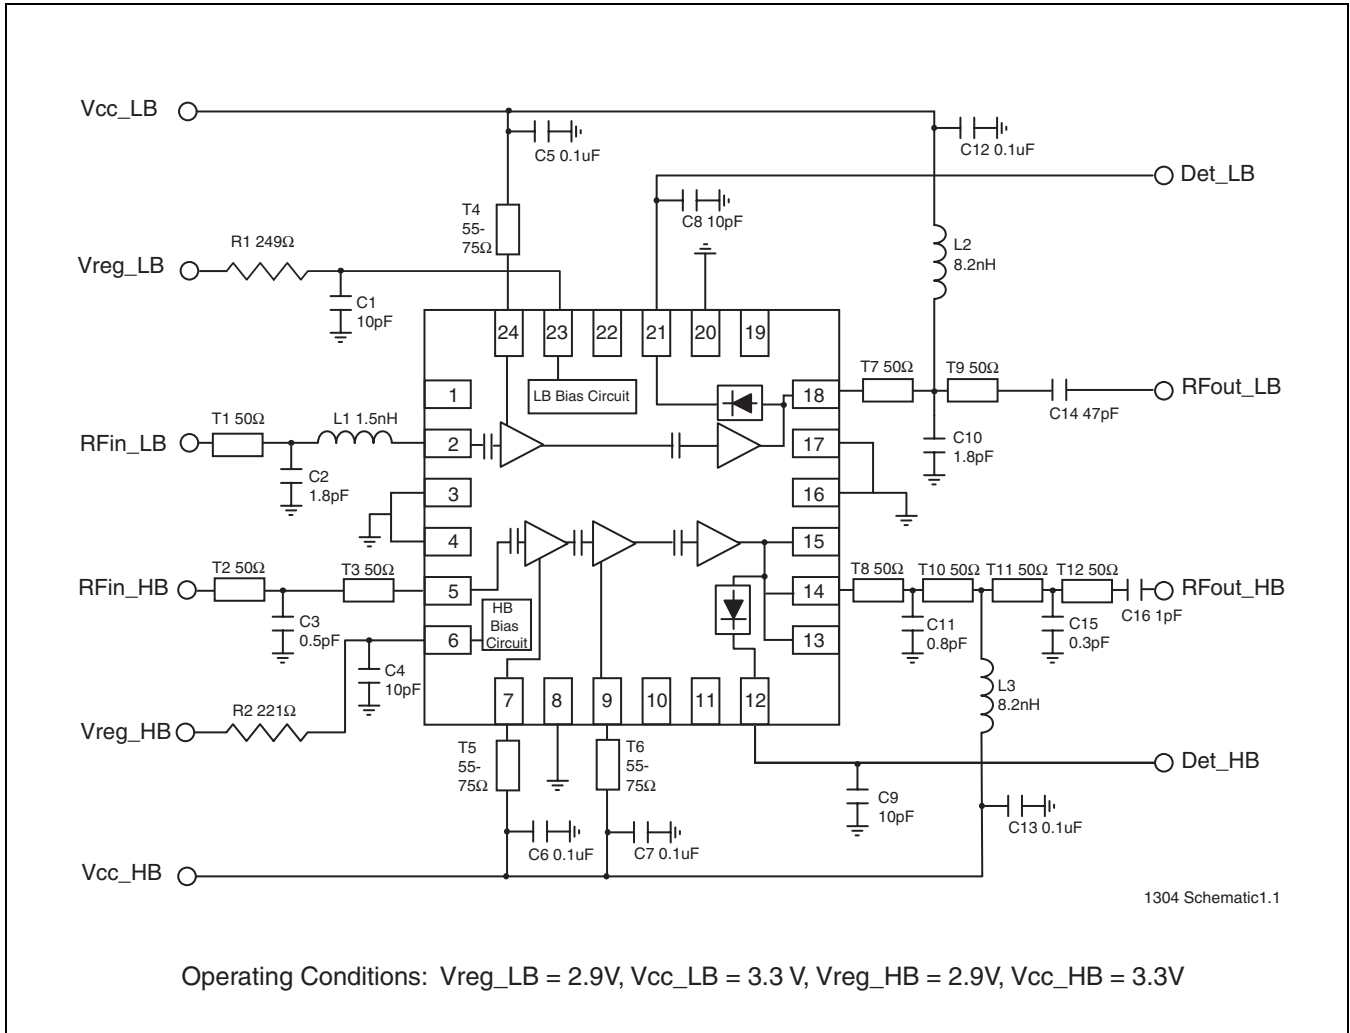 Vcc_LB
C5 0.1uF
C12 0.1uF
Det_LB
T4
55-
75Ω
C8 10pF
R1 249Ω
L2
8.2nH
Vreg_LB
C1
10pF
24
23
22
21
20
19
LB Bias Circuit
T7 50Ω
T9 50Ω
RFout_LB
C14 47pF
1
18
T1 50Ω
L1 1.5nH
RFin_LB
2
17
C10
1.8pF
C2
1.8pF
3
16
4
15
T2 50Ω
T3 50Ω
RFin_HB
5
14
T8 50Ω
T10 50Ω
T11 50Ω
T12 50Ω
RFout_HB
C16 1pF
C3
0.5pF
HB
Bias
Circuit
C11
0.8pF
C15
0.3pF
6
13
C4
10pF
7
8
9
10
11
12
L3
8.2nH
R2 221Ω
Vreg_HB
T5
55-
75Ω
T6
55-
75Ω
Det_HB
C9
10pF
C6 0.1uF
C7 0.1uF
C13 0.1uF
Vcc_HB
1304 Schematic1.1
Operating Conditions: Vreg_LB = 2.9V, Vcc_LB = 3.3 V, Vreg_HB = 2.9V, Vcc_HB = 3.3V